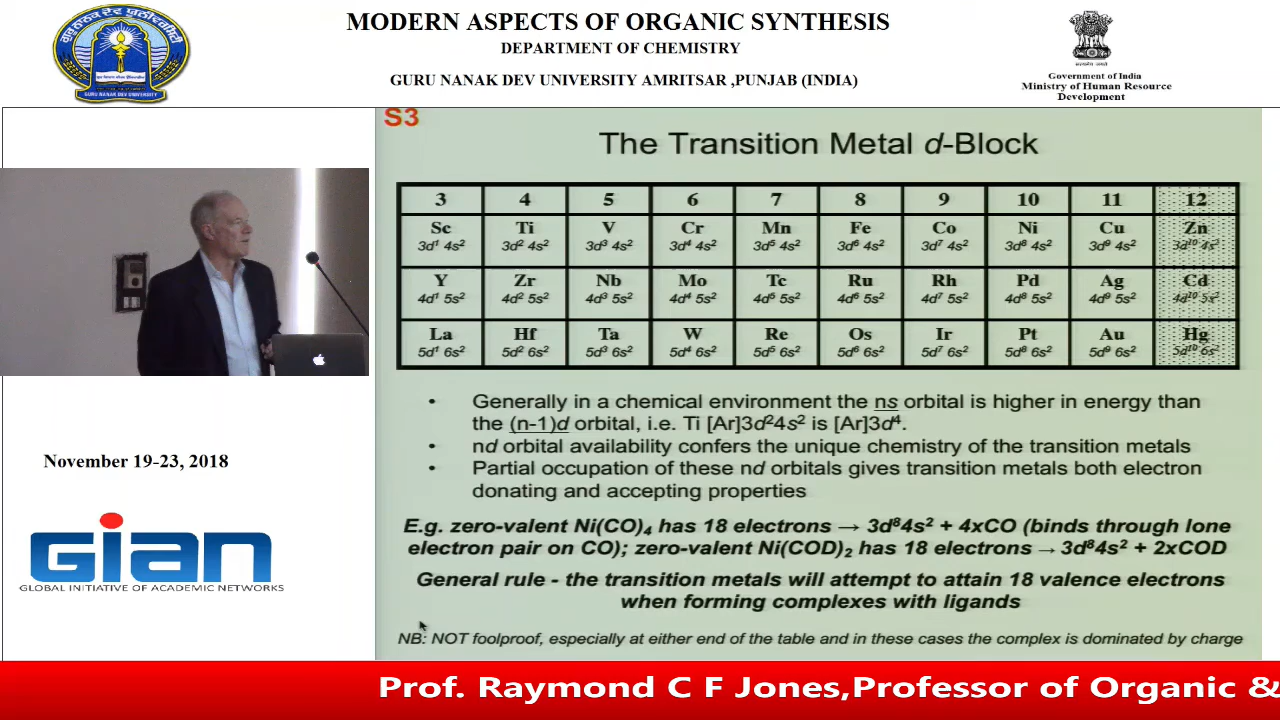 MODERN ASPECTS OF ORGANIC SYNTHESIS
DEPARTMENT OF CHEMISTRY
GURU NANAK DEV UNIVERSITY AMRITSAR ,PUNJAB (INDIA)
GURU NANAK DEV UNIVERSITY
Government of India
Ministry of Human Resource
Development
S3
The Transition Metal d-Block
3 4 5 6 7 8 9 10 11 12
Sc Ti V Cr Mn Fe Co Ni Cu Zn
3d¹ 4s² 3d² 4s² 3d³ 4s² 3d⁴ 4s² 3d⁵ 4s² 3d⁶ 4s² 3d⁷ 4s² 3d⁸ 4s² 3d⁹ 4s² 3d¹⁰ 4s²
Y Zr Nb Mo Tc Ru Rh Pd Ag Cd
4d¹ 5s² 4d² 5s² 4d³ 5s² 4d⁴ 5s² 4d⁵ 5s² 4d⁶ 5s² 4d⁷ 5s² 4d⁸ 5s² 4d⁹ 5s² 4d¹⁰ 5s²
La Hf Ta W Re Os Ir Pt Au Hg
5d¹ 6s² 5d² 6s² 5d³ 6s² 5d⁴ 6s² 5d⁵ 6s² 5d⁶ 6s² 5d⁷ 6s² 5d⁸ 6s² 5d⁹ 6s² 5d¹⁰ 6s²
• Generally in a chemical environment the ns orbital is higher in energy than
the (n-1)d orbital, i.e. Ti [Ar]3d²4s² is [Ar]3d⁴.
• nd orbital availability confers the unique chemistry of the transition metals
• Partial occupation of these nd orbitals gives transition metals both electron
donating and accepting properties
E.g. zero-valent Ni(CO)₄ has 18 electrons → 3d⁸4s² + 4xCO (binds through lone
electron pair on CO); zero-valent Ni(COD)₂ has 18 electrons → 3d⁸4s² + 2xCOD
General rule - the transition metals will attempt to attain 18 valence electrons
when forming complexes with ligands
NB: NOT foolproof, especially at either end of the table and in these cases the complex is dominated by charge
November 19-23, 2018
GIAN
GLOBAL INITIATIVE OF ACADEMIC NETWORKS
Prof. Raymond C F Jones,Professor of Organic &